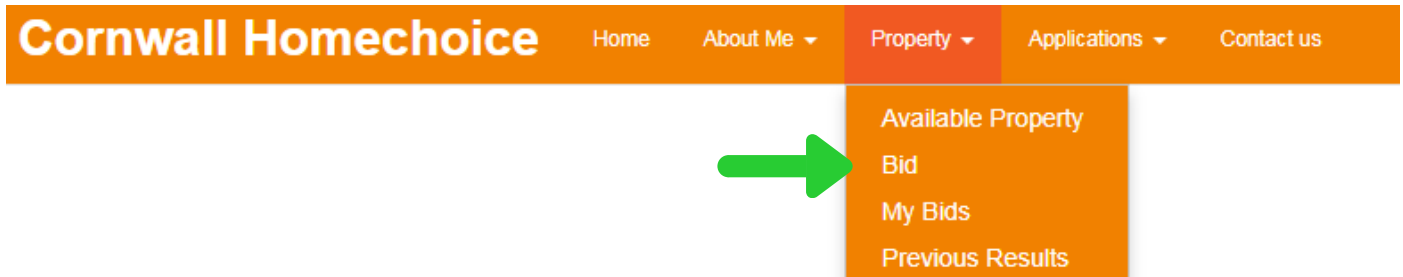 Cornwall Homechoice Home About Me Property Applications Contact us
Available Property
Bid
My Bids
Previous Results